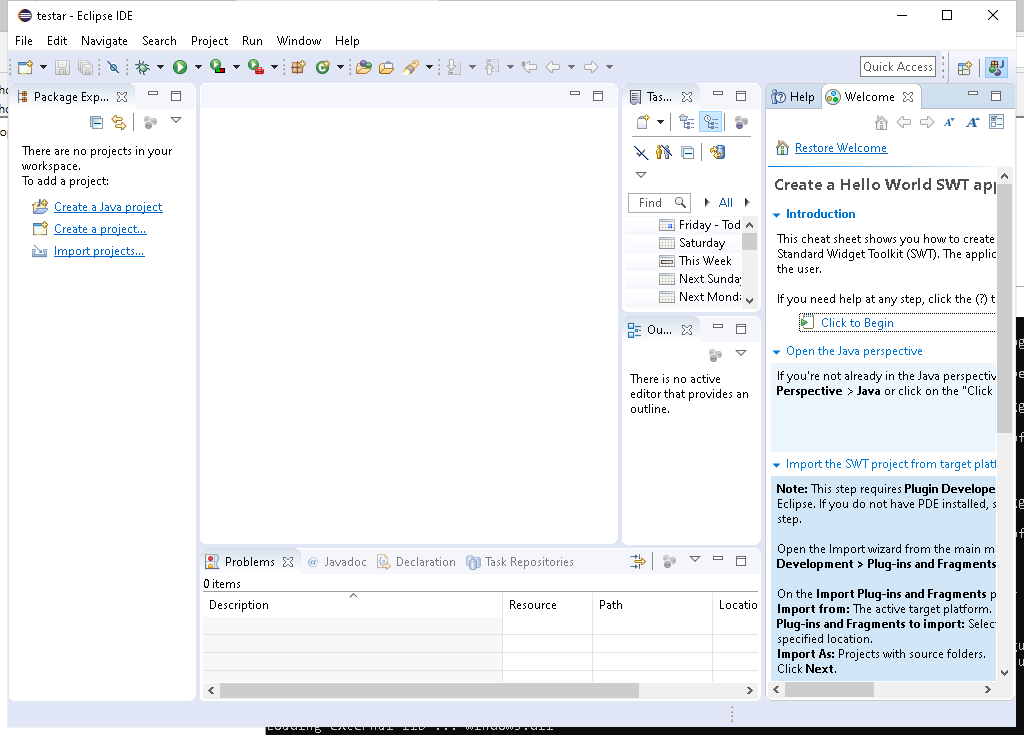 testar - Eclipse IDE
File Edit Navigate Search Project Run Window Help
Quick Access
Package Exp...
There are no projects in your
workspace.
To add a project:
Create a Java project
Create a project...
Import projects...
Tas...
Find
All
Friday - Tod
Saturday
This Week
Next Sunday
Next Monda
Ou...
There is no active
editor that provides an
outline.
Help Welcome
Restore Welcome
Create a Hello World SWT app
Introduction
This cheat sheet shows you how to create
Standard Widget Toolkit (SWT). The applic
the user.
If you need help at any step, click the (?) t
Click to Begin
Open the Java perspective
If you're not already in the Java perspectiv
Perspective > Java or click on the "Click
Import the SWT project from target platf
Note: This step requires Plugin Develope
Eclipse. If you do not have PDE installed, s
step.
Open the Import wizard from the main m
Development > Plug-ins and Fragments
On the Import Plug-ins and Fragments p
Import from: The active target platform.
Plug-ins and Fragments to import: Selec
specified location.
Import As: Projects with source folders.
Click Next.
Problems @ Javadoc Declaration Task Repositories
0 items
Description Resource Path Locatio
Loading external lib ... windows.dll